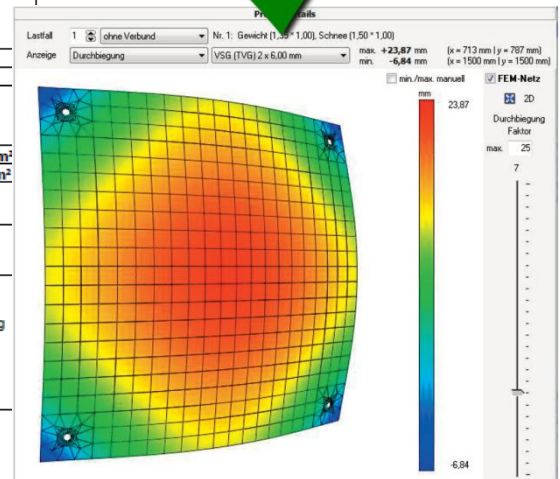 Lastfall 1 ohne Verbund Nr. 1: Gewicht (1,35 * 1,00), Schnee (1,50 * 1,00)
Anzeige Durchbiegung VSG (TVG) 2 x 6,00 mm
max. +23,87 mm (x = 713 mm | y = 787 mm)
min. -6,84 mm (x = 1500 mm | y = 1500 mm)
min./max. manuell
FEM-Netz
mm
23,87
2D
Durchbiegung
Faktor
max. 25
7
-6,84
m²
m²
g